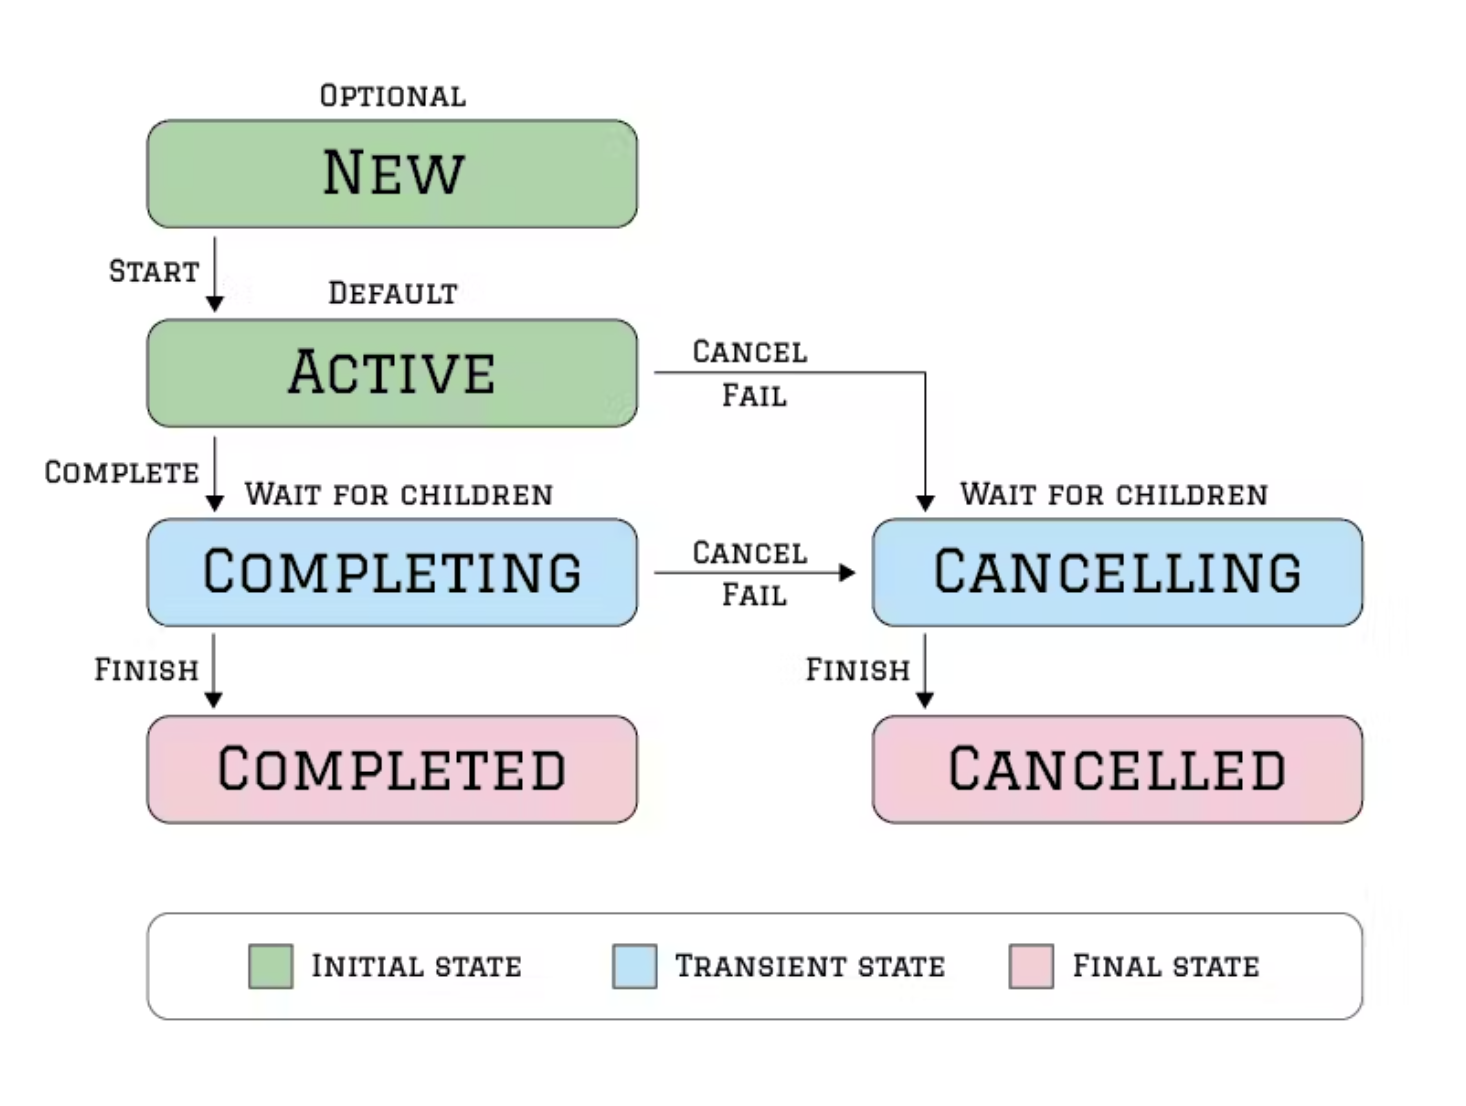 Optional
New
Start
Default
Active
Cancel
Fail
Complete
Wait for children
Wait for children
Completing
Cancel
Fail
Cancelling
Finish
Finish
Completed
Cancelled
Initial state
Transient state
Final state